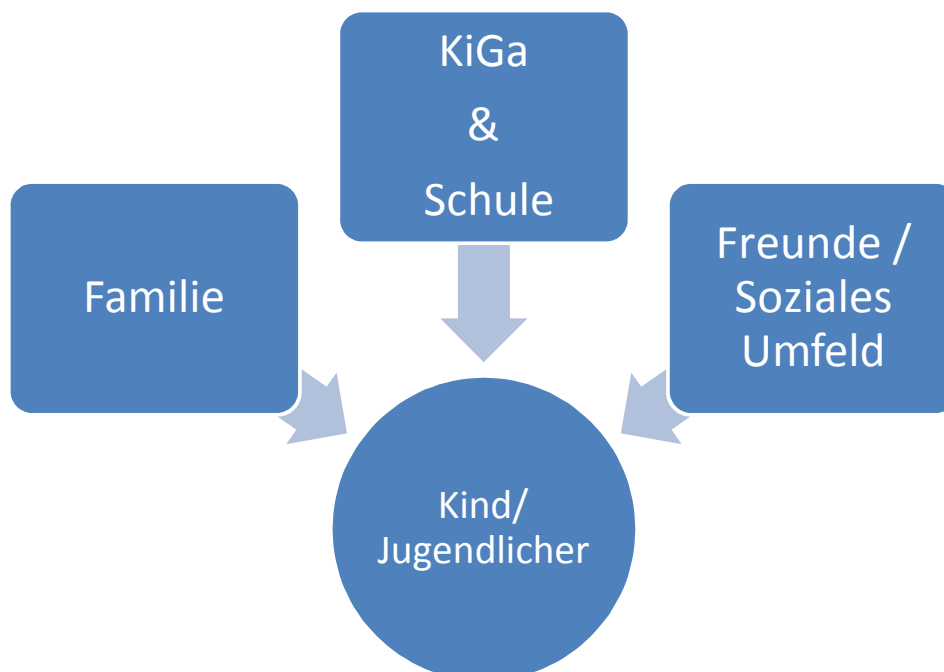 KiGa
&
Schule
Familie
Freunde /
Soziales
Umfeld
Kind/
Jugendlicher